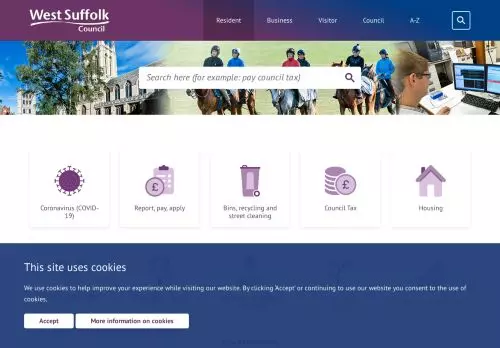 West Suffolk
Council
Resident Business Visitor Council A-Z
Search here (for example: pay council tax)
Coronavirus (COVID-
19)
Report, pay, apply
Bins, recycling and
street cleaning
Council Tax
Housing
This site uses cookies
We use cookies to help improve your experience while visiting our website. By clicking 'Accept' or continuing to use our website you consent to the use of
cookies.
Accept More information on cookies